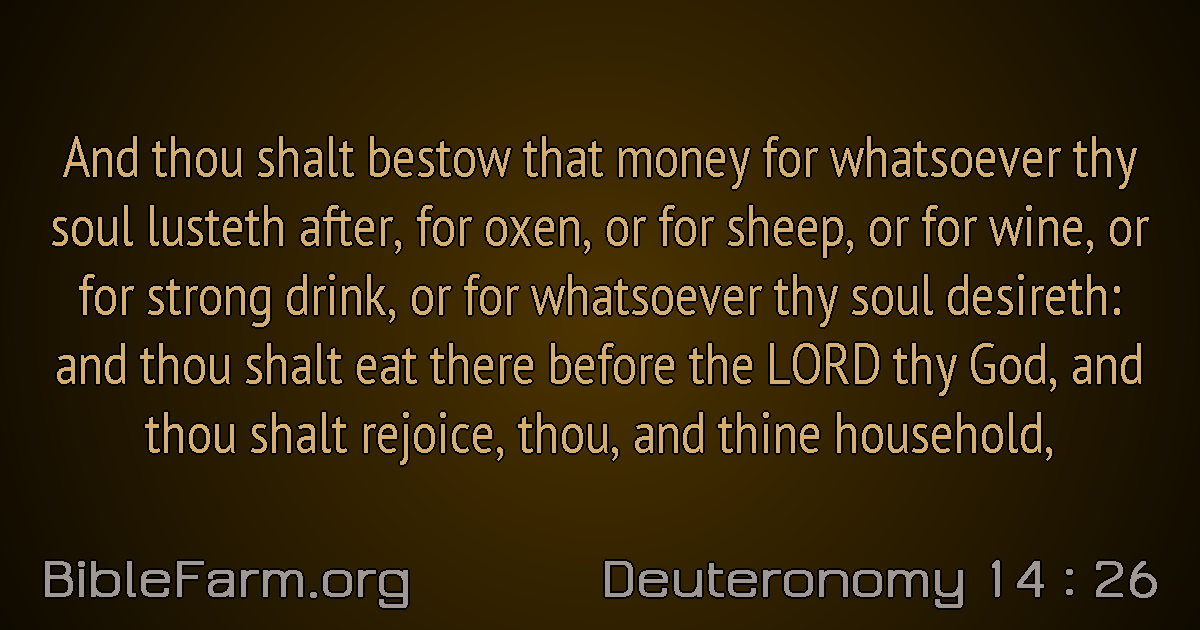 And thou shalt bestow that money for whatsoever thy
soul lusteth after, for oxen, or for sheep, or for wine, or
for strong drink, or for whatsoever thy soul desireth:
and thou shalt eat there before the LORD thy God, and
thou shalt rejoice, thou, and thine household,
BibleFarm.org
Deuteronomy 14 : 26